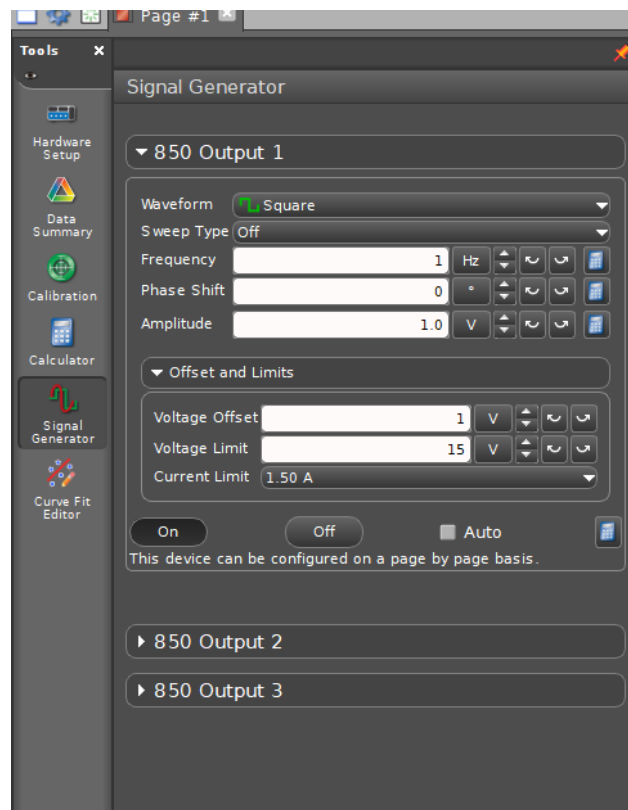 Page #1
Tools
Signal Generator
Hardware
Setup
Data
Summary
Calibration
Calculator
Signal
Generator
Curve Fit
Editor
850 Output 1
Waveform Square
Sweep Type Off
Frequency 1 Hz
Phase Shift 0 °
Amplitude 1.0 V
Offset and Limits
Voltage Offset 1 V
Voltage Limit 15 V
Current Limit 1.50 A
On Off Auto
This device can be configured on a page by page basis.
850 Output 2
850 Output 3